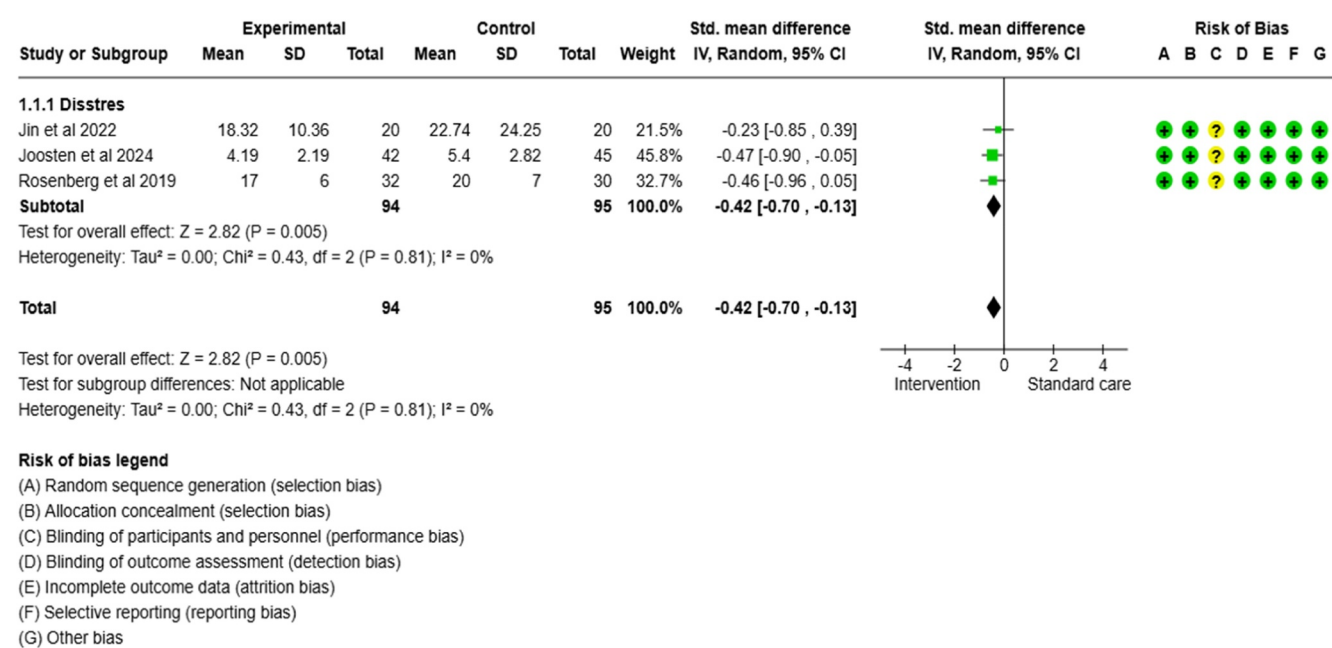 Experimental Control Std. mean difference Std. mean difference Risk of Bias
Study or Subgroup Mean SD Total Mean SD Total Weight IV, Random, 95% CI IV, Random, 95% CI A B C D E F G
1.1.1 Disstres
Jin et al 2022 18.32 10.36 20 22.74 24.25 20 21.5% -0.23 [-0.85 , 0.39] + + ? + + + +
Joosten et al 2024 4.19 2.19 42 5.4 2.82 45 45.8% -0.47 [-0.90 , -0.05] + + ? + + + +
Rosenberg et al 2019 17 6 32 20 7 30 32.7% -0.46 [-0.96 , 0.05] + + ? + + + +
Subtotal 94 95 100.0% -0.42 [-0.70 , -0.13]
Test for overall effect: Z = 2.82 (P = 0.005)
Heterogeneity: Tau² = 0.00; Chi² = 0.43, df = 2 (P = 0.81); I² = 0%
Total 94 95 100.0% -0.42 [-0.70 , -0.13]
Test for overall effect: Z = 2.82 (P = 0.005)
-4 -2 0 2 4
Test for subgroup differences: Not applicable
Intervention Standard care
Heterogeneity: Tau² = 0.00; Chi² = 0.43, df = 2 (P = 0.81); I² = 0%
Risk of bias legend
(A) Random sequence generation (selection bias)
(B) Allocation concealment (selection bias)
(C) Blinding of participants and personnel (performance bias)
(D) Blinding of outcome assessment (detection bias)
(E) Incomplete outcome data (attrition bias)
(F) Selective reporting (reporting bias)
(G) Other bias